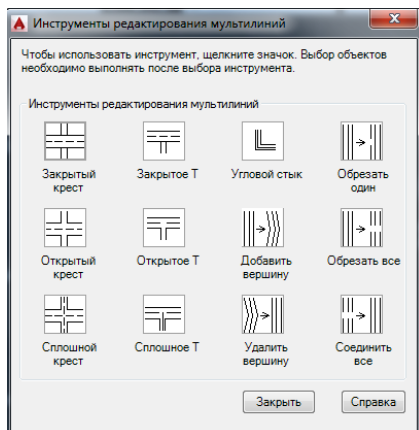 Инструменты редактирования мультилиний
Чтобы использовать инструмент, щелкните значок. Выбор объектов
необходимо выполнять после выбора инструмента.
Инструменты редактирования мультилиний
Закрытый крест
Закрытое Т
Угловой стык
Обрезать один
Открытый крест
Открытое Т
Добавить вершину
Обрезать все
Сплошной крест
Сплошное Т
Удалить вершину
Соединить все
Закрыть
Справка